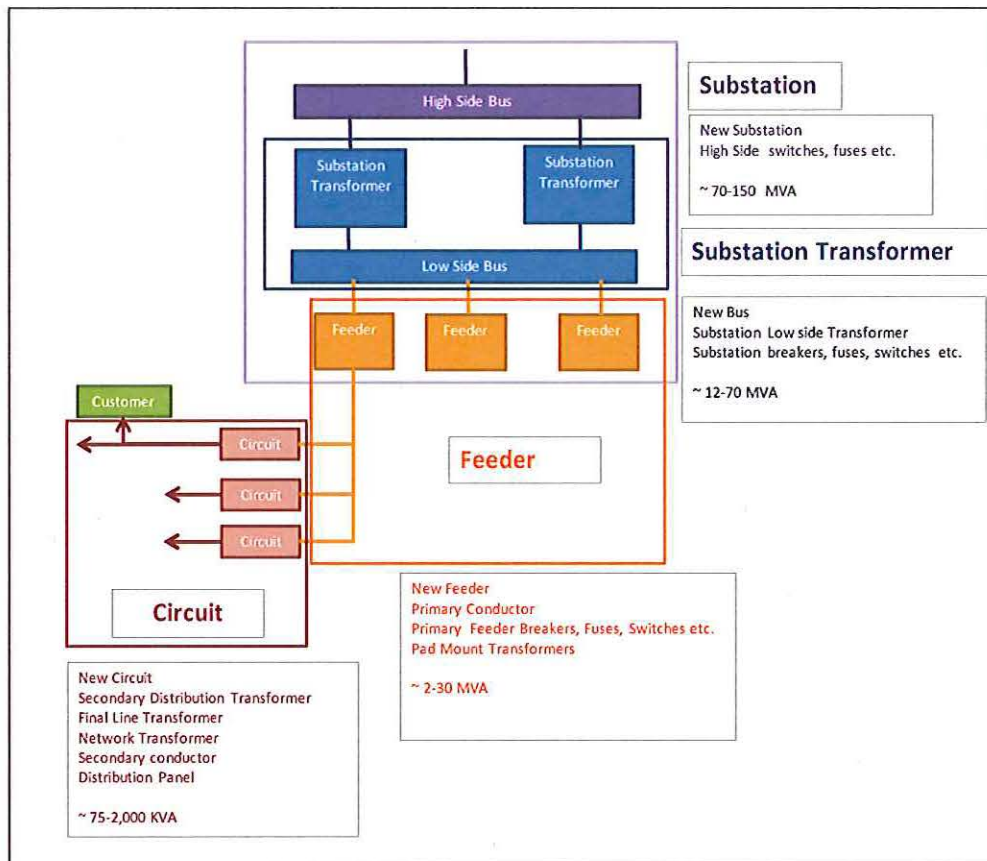 High Side Bus
Substation
Transformer
Substation
Transformer
Low Side Bus
Feeder
Feeder
Feeder
Customer
Circuit
Circuit
Circuit
Circuit
Feeder
Substation
New Substation
High Side switches, fuses etc.
~ 70-150 MVA
Substation Transformer
New Bus
Substation Low side Transformer
Substation breakers, fuses, switches etc.
~ 12-70 MVA
New Feeder
Primary Conductor
Primary Feeder Breakers, Fuses, Switches etc.
Pad Mount Transformers
~ 2-30 MVA
New Circuit
Secondary Distribution Transformer
Final Line Transformer
Network Transformer
Secondary conductor
Distribution Panel
~ 75-2,000 KVA